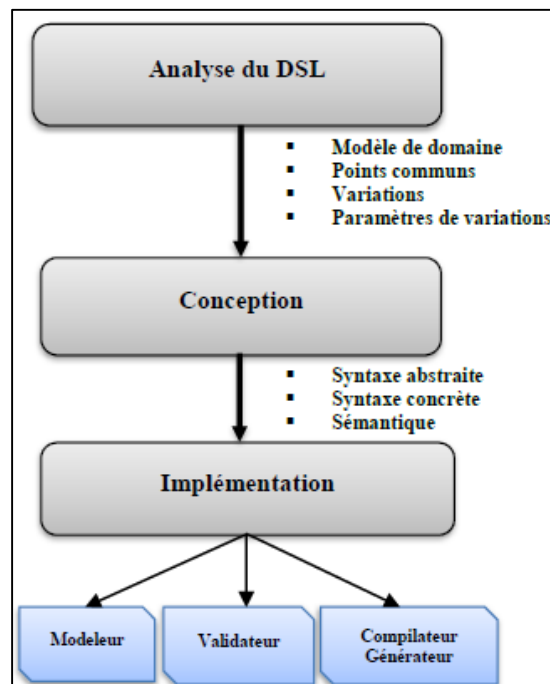 Analyse du DSL
▪ Modèle de domaine
▪ Points communs
▪ Variations
▪ Paramètres de variations
Conception
▪ Syntaxe abstraite
▪ Syntaxe concrète
▪ Sémantique
Implémentation
Modeleur
Validateur
Compilateur
Générateur